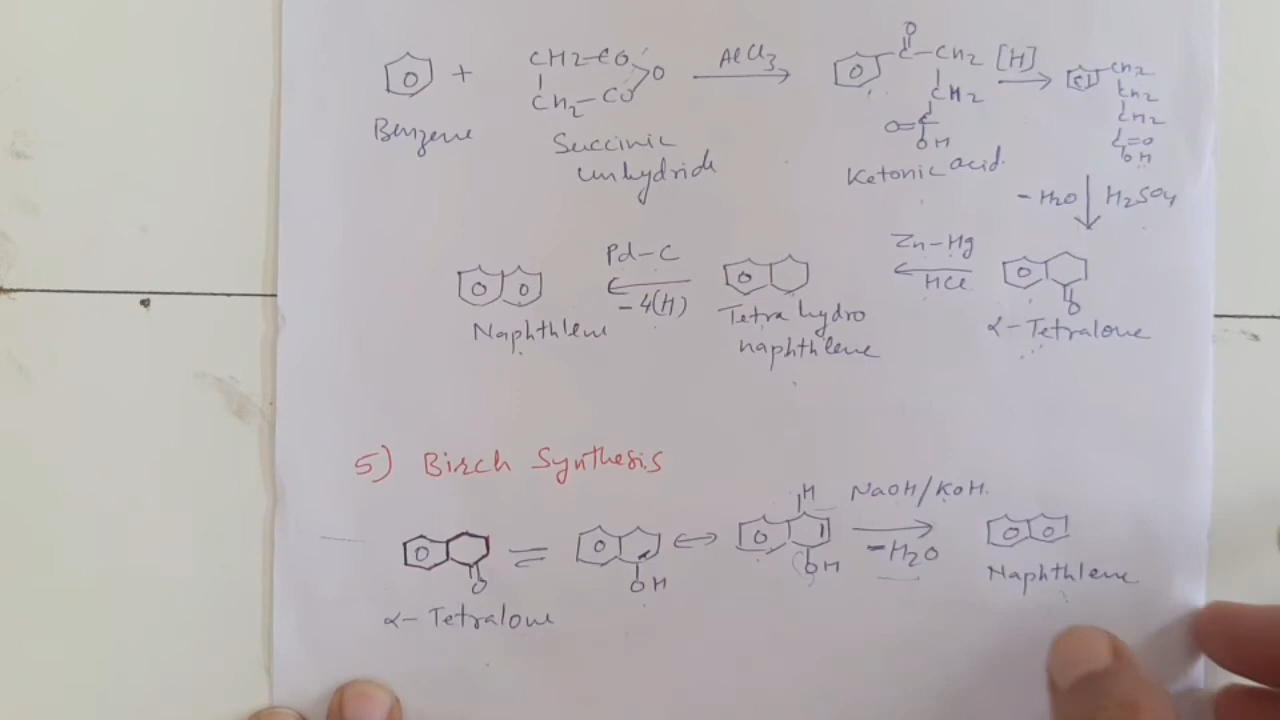 O
CH2-CO
CH2-CO
O
+
AlCl3
C-CH2
CH2
O=C
OH
[H]
CH2
CH2
CH2
C=O
OH
Benzene
Succinic
anhydride
Ketonic acid
-H2O H2SO4
Pd-C
-4(H)
Zn-Hg
HCl
O
Naphthlene
Tetra hydro
naphthlene
α-Tetralone
5) Birch Synthesis
O
=
OH
H
OH
NaOH/KOH.
-H2O
Naphthlene
α-Tetralone